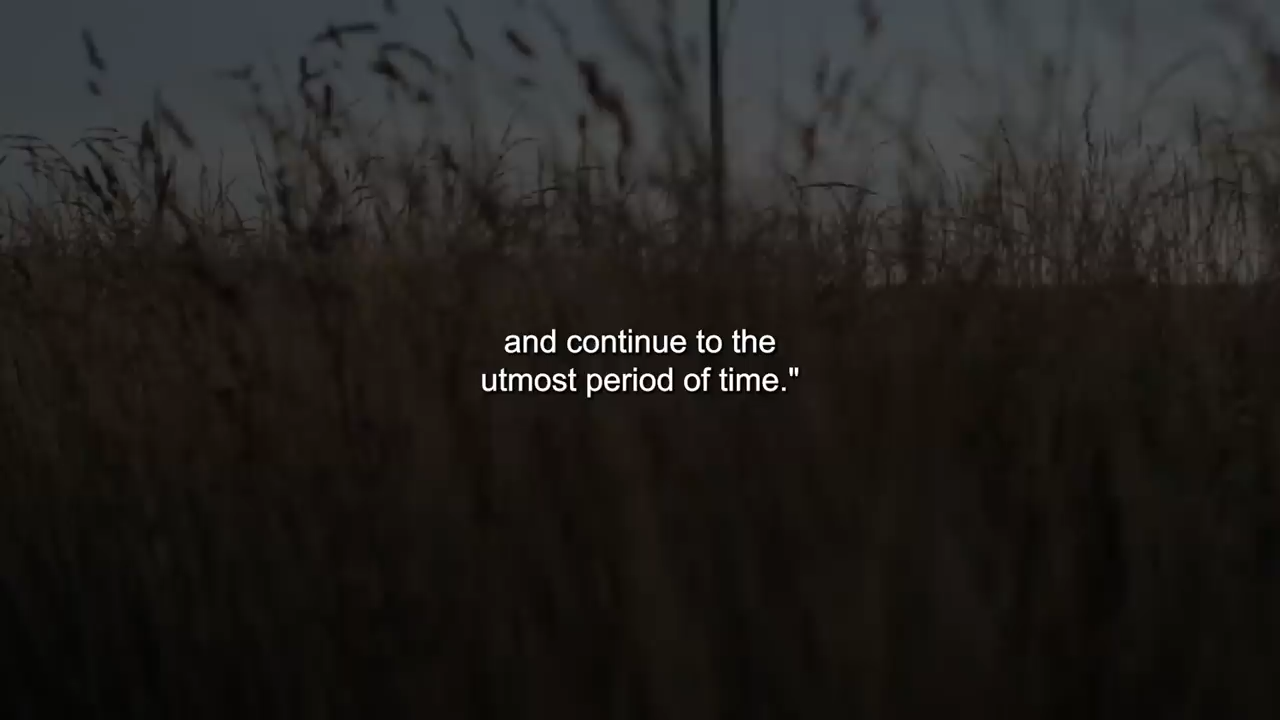 and continue to the
utmost period of time."